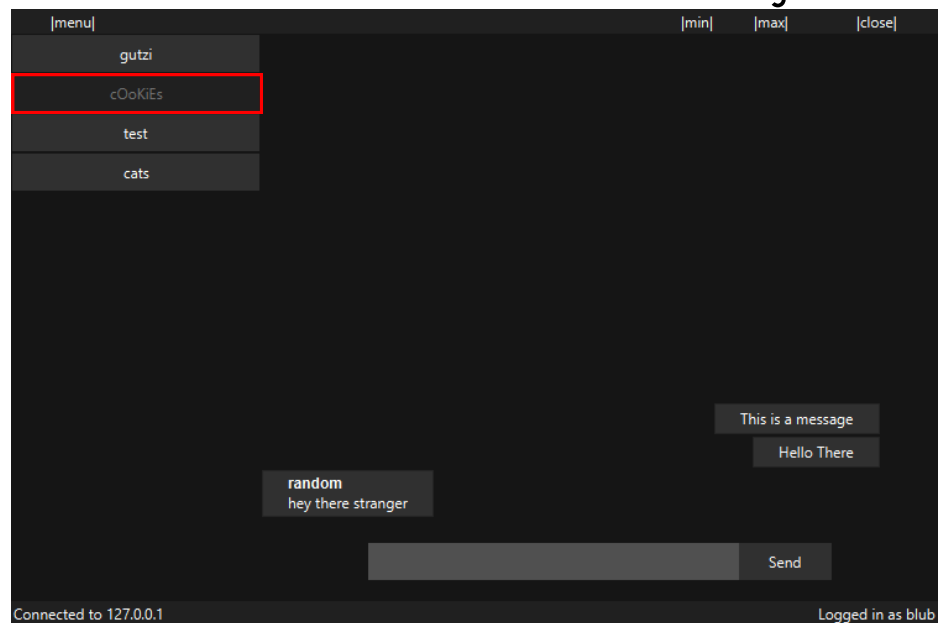 |menu| |min| |max| |close|
gutzi
cOoKiEs
test
cats
This is a message
Hello There
random
hey there stranger
Send
Connected to 127.0.0.1 Logged in as blub